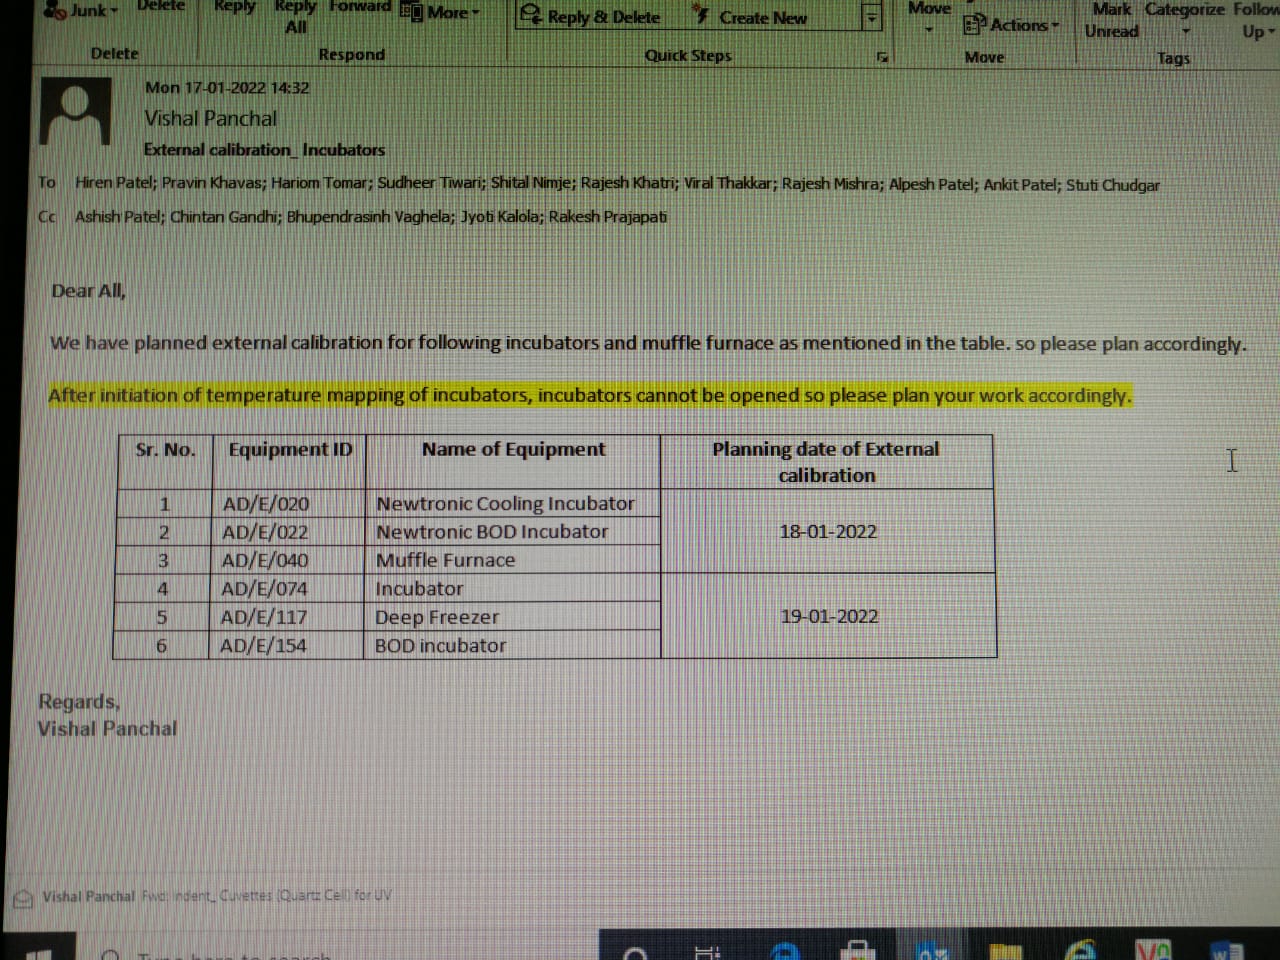 Junk
Delete
Reply
Reply
All
Forward
More
Reply & Delete
Create New
Move
Actions
Mark
Unread
Categorize
Follow
Up
Delete
Respond
Quick Steps
Move
Tags
Mon 17-01-2022 14:32
Vishal Panchal
External calibration_ Incubators
To Hiren Patel; Pravin Khavas; Hariom Tomar; Sudheer Tiwari; Shital Nimje; Rajesh Khatri; Viral Thakkar; Rajesh Mishra; Alpesh Patel; Ankit Patel; Stuti Chudgar
Cc Ashish Patel; Chintan Gandhi; Bhupendrasinh Vaghela; Jyoti Kalola; Rakesh Prajapati
Dear All,
We have planned external calibration for following incubators and muffle furnace as mentioned in the table. so please plan accordingly.
After initiation of temperature mapping of incubators, incubators cannot be opened so please plan your work accordingly.
Sr. No. Equipment ID Name of Equipment Planning date of External
calibration
1 AD/E/020 Newtronic Cooling Incubator
2 AD/E/022 Newtronic BOD Incubator 18-01-2022
3 AD/E/040 Muffle Furnace
4 AD/E/074 Incubator
5 AD/E/117 Deep Freezer 19-01-2022
6 AD/E/154 BOD incubator
Regards,
Vishal Panchal
Vishal Panchal Fwd: Indent_ Cuvettes (Quartz Cell) for UV
Type here to search